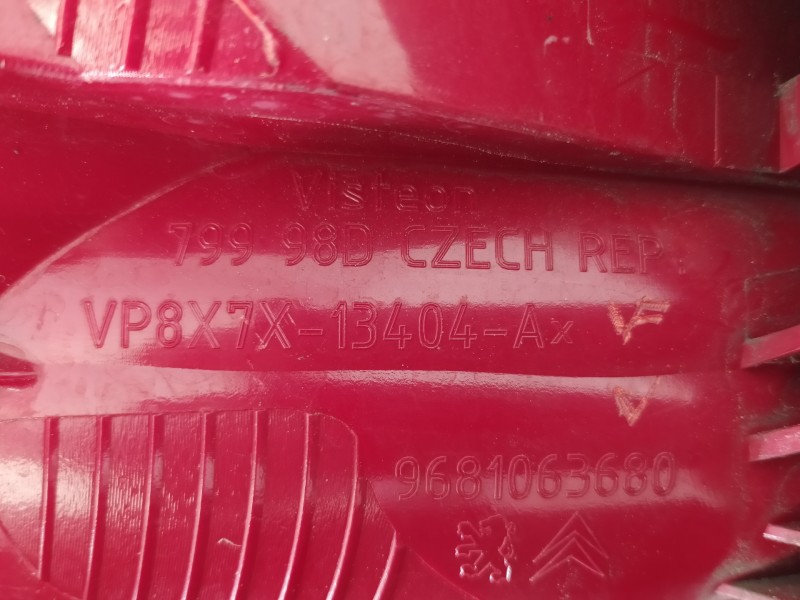 Visteon
799 98D CZECH REP.
VP8X7X-13404-Ax
9681063680